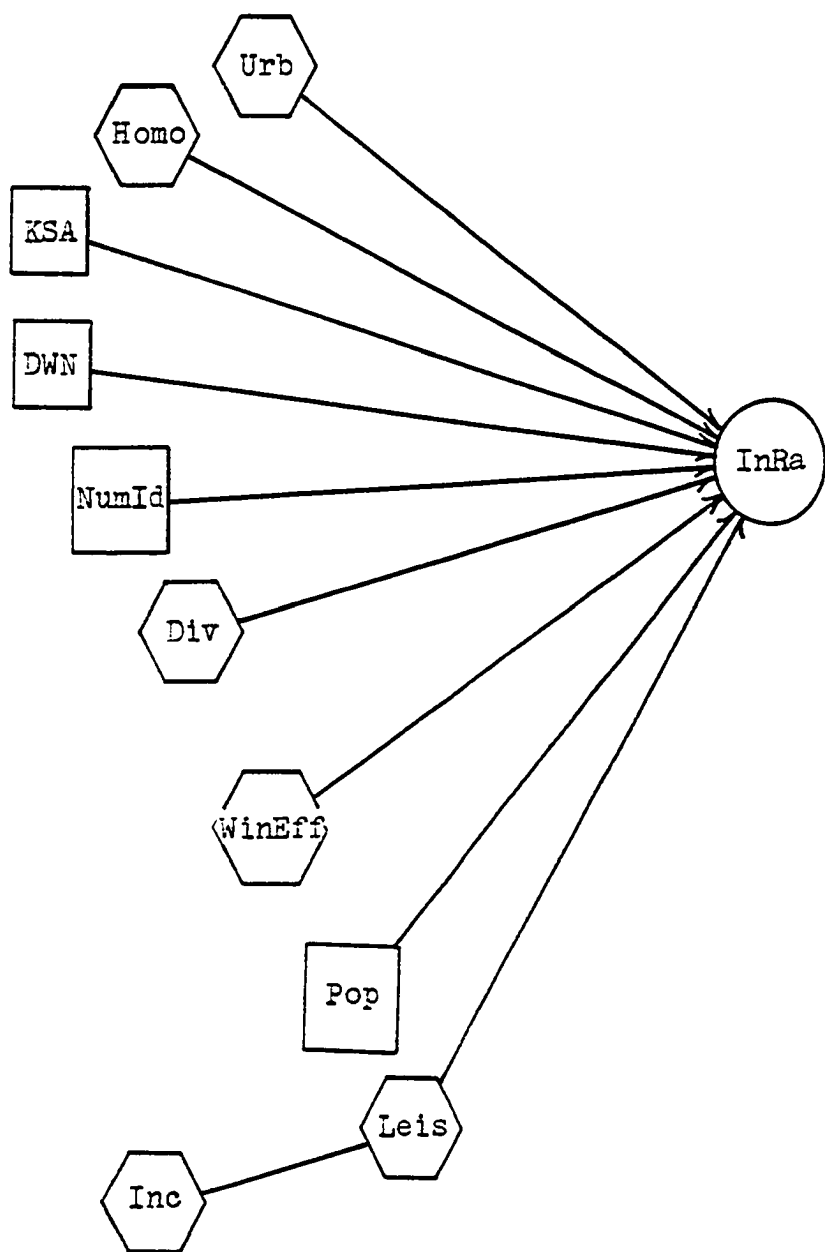 Urb
Homo
KSA
DWN
InRa
NumId
Div
WinEff
Pop
Leis
Inc